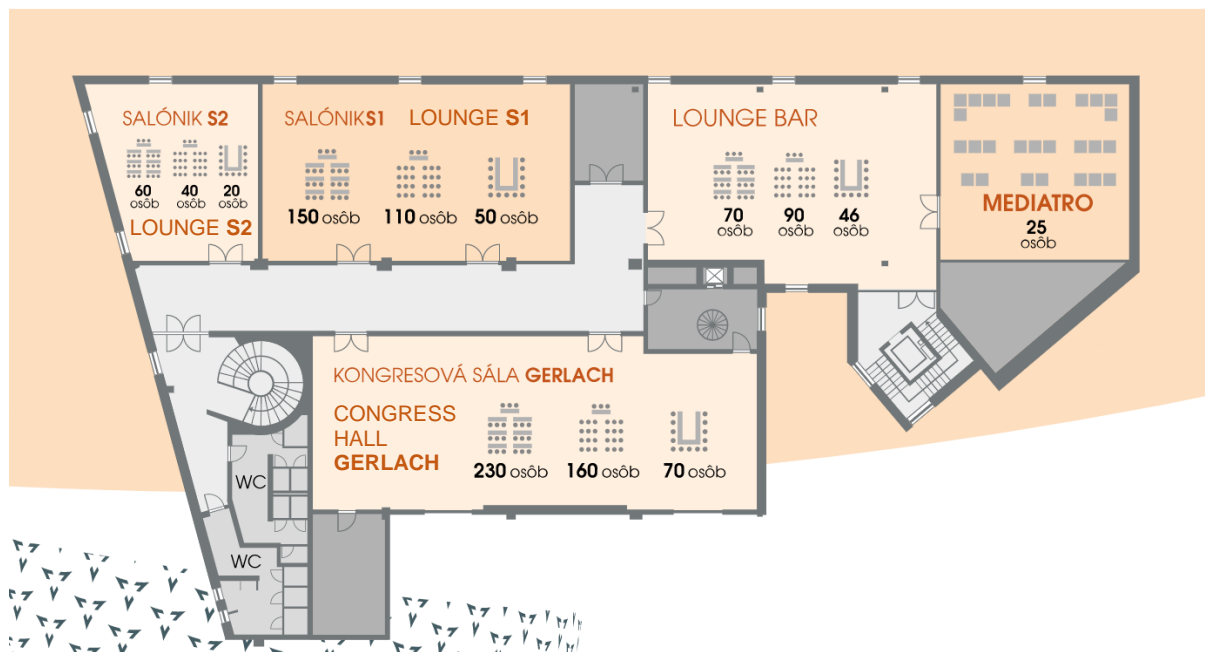 SALÓNIK S2
60 osôb
40 osôb
20 osôb
LOUNGE S2
SALÓNIKS1 LOUNGE S1
150 osôb 110 osôb 50 osôb
LOUNGE BAR
70 osôb
90 osôb
46 osôb
MEDIATRO
25
osôb
KONGRESOVÁ SÁLA GERLACH
CONGRESS
HALL
GERLACH
230 osôb 160 osôb 70 osôb
WC
WC